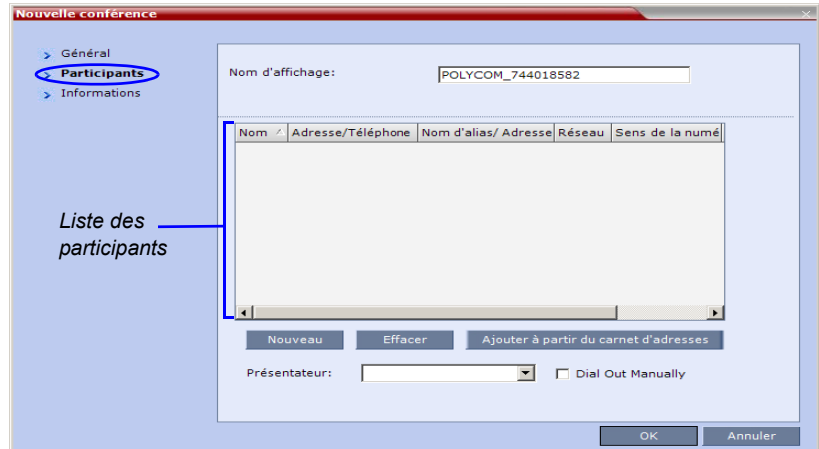 Nouvelle conférence
Général
Participants
Informations
Nom d'affichage: POLYCOM_744018582
Nom Adresse/Téléphone Nom d'alias/ Adresse Réseau Sens de la numé
Liste des
participants
Nouveau Effacer Ajouter à partir du carnet d'adresses
Présentateur: Dial Out Manually
OK Annuler